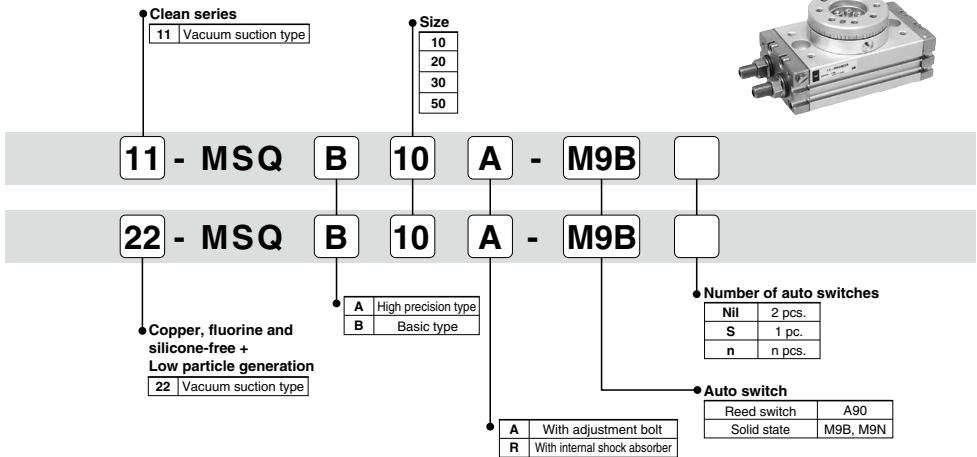 Clean series
11 Vacuum suction type
Size
10
20
30
50
11 - MSQ B 10 A - M9B
22 - MSQ B 10 A - M9B
A High precision type
B Basic type
Number of auto switches
Nil 2 pcs.
S 1 pc.
n n pcs.
Copper, fluorine and
silicone-free +
Low particle generation
22 Vacuum suction type
Auto switch
Reed switch A90
Solid state M9B, M9N
A With adjustment bolt
R With internal shock absorber